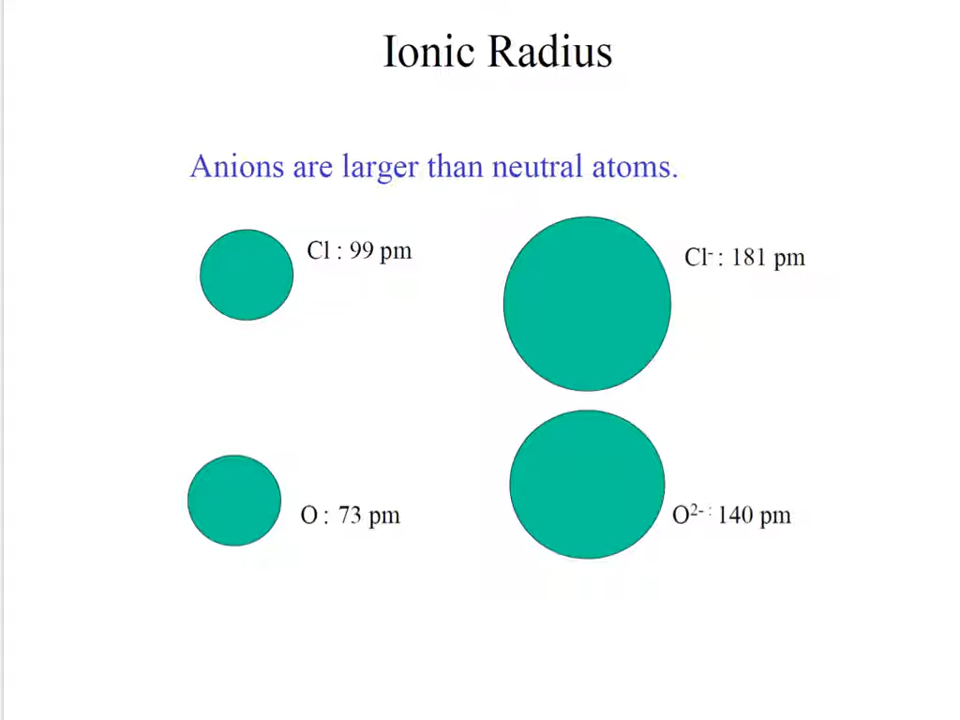 Ionic Radius
Anions are larger than neutral atoms.
Cl : 99 pm
Cl⁻ : 181 pm
O : 73 pm
O²⁻ : 140 pm